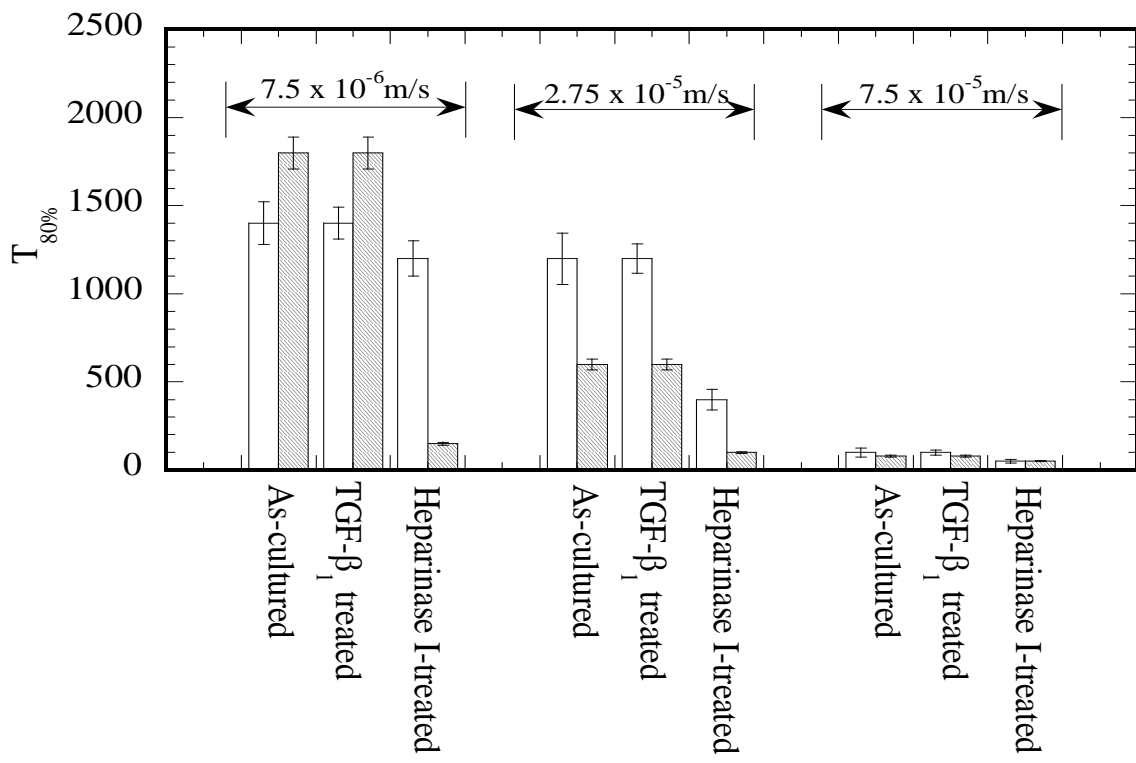 2500
2000
1500
1000
500
0
T80%
7.5 x 10-6m/s
2.75 x 10-5m/s
7.5 x 10-5m/s
As-cultured
TGF-β1 treated
Heparinase I-treated
As-cultured
TGF-β1 treated
Heparinase I-treated
As-cultured
TGF-β1 treated
Heparinase I-treated